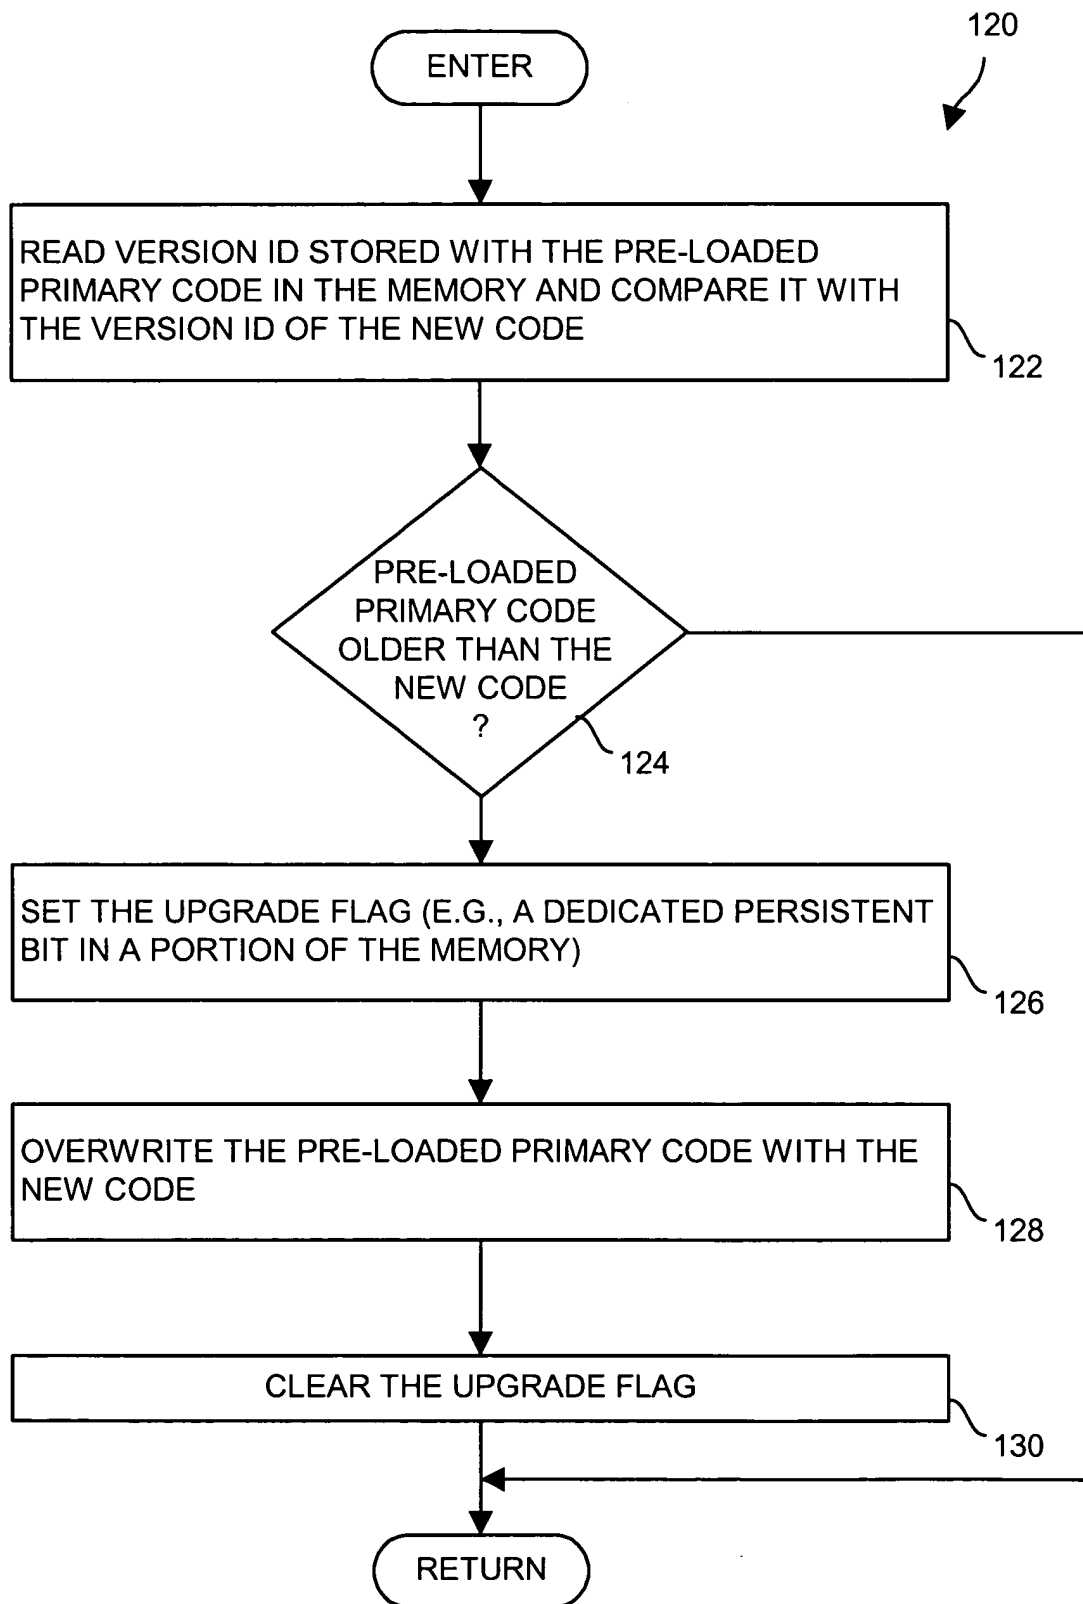 120
ENTER
READ VERSION ID STORED WITH THE PRE-LOADED
PRIMARY CODE IN THE MEMORY AND COMPARE IT WITH
THE VERSION ID OF THE NEW CODE
122
PRE-LOADED
PRIMARY CODE
OLDER THAN THE
NEW CODE
?
124
SET THE UPGRADE FLAG (E.G., A DEDICATED PERSISTENT
BIT IN A PORTION OF THE MEMORY)
126
OVERWRITE THE PRE-LOADED PRIMARY CODE WITH THE
NEW CODE
128
CLEAR THE UPGRADE FLAG
130
RETURN